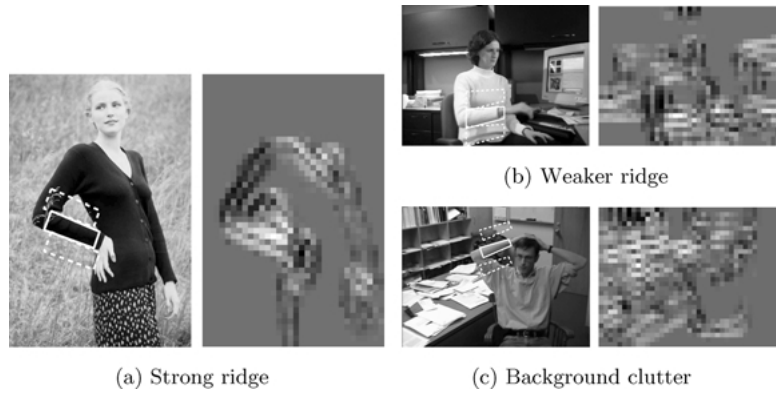 (b) Weaker ridge
(a) Strong ridge
(c) Background clutter